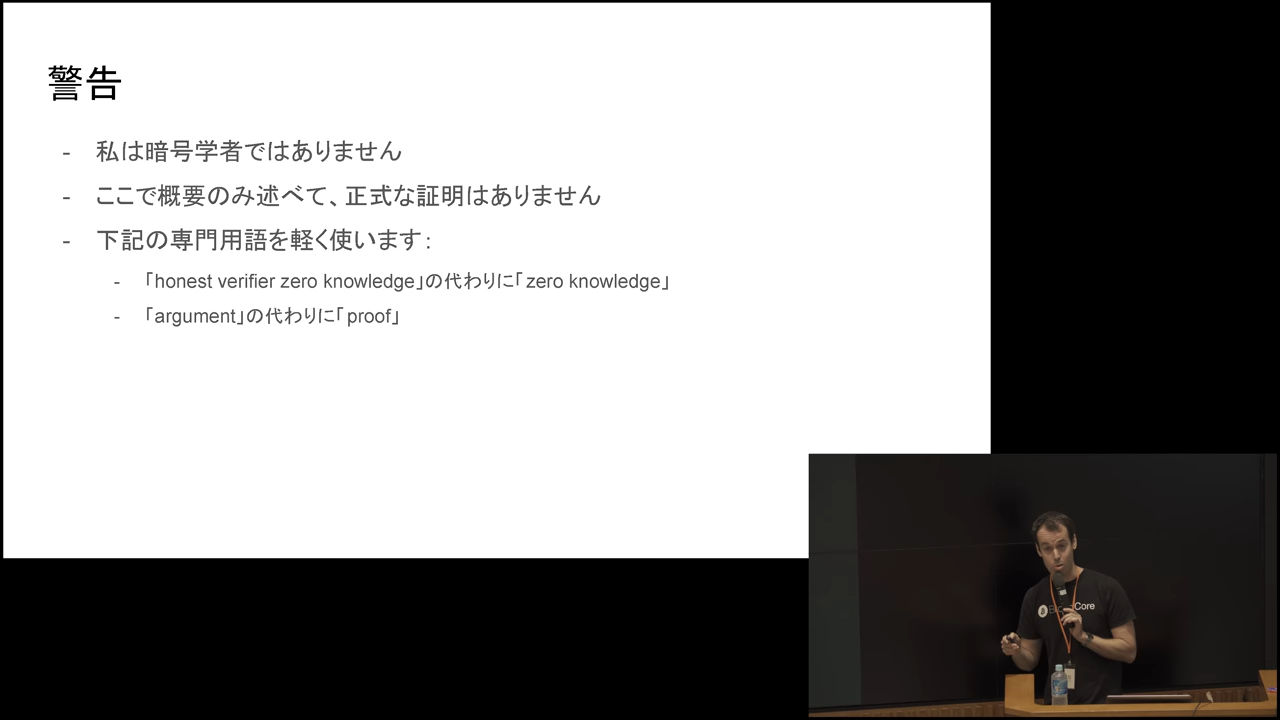 警告
- 私は暗号学者ではありません
- ここで概要のみ述べて、正式な証明はありません
- 下記の専門用語を軽く使います：
- 「honest verifier zero knowledge」の代わりに「zero knowledge」
- 「argument」の代わりに「proof」
Core